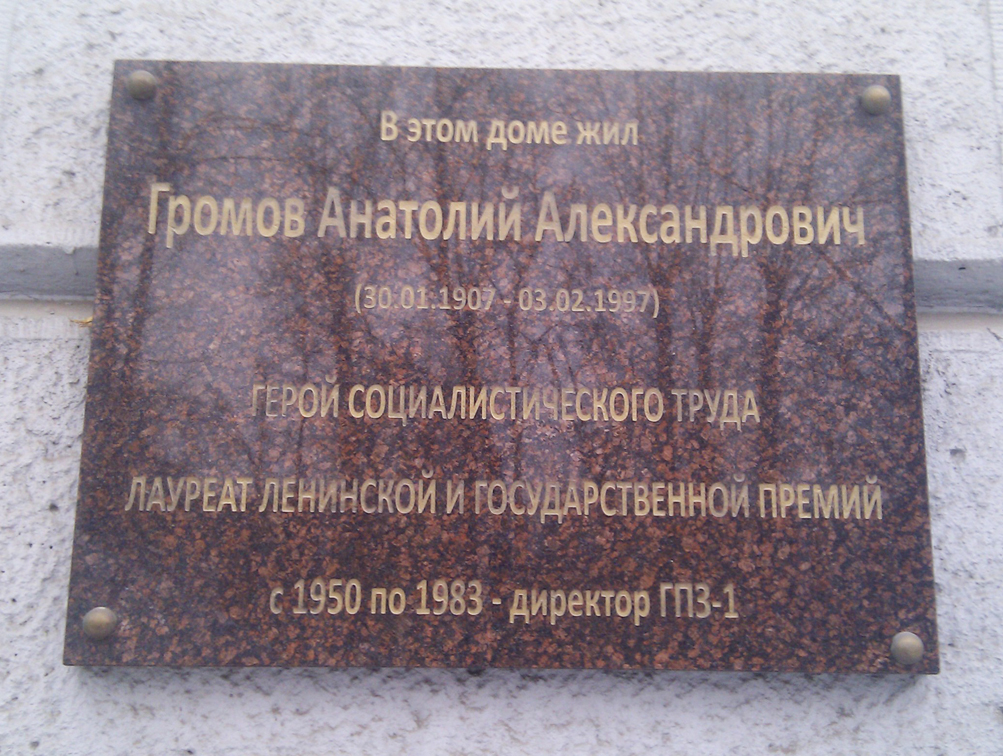 В этом доме жил
Громов Анатолий Александрович
(30.01.1907 - 03.02.1997)
ГЕРОЙ СОЦИАЛИСТИЧЕСКОГО ТРУДА
ЛАУРЕАТ ЛЕНИНСКОЙ И ГОСУДАРСТВЕННОЙ ПРЕМИЙ
с 1950 по 1983 - директор ГПЗ-1